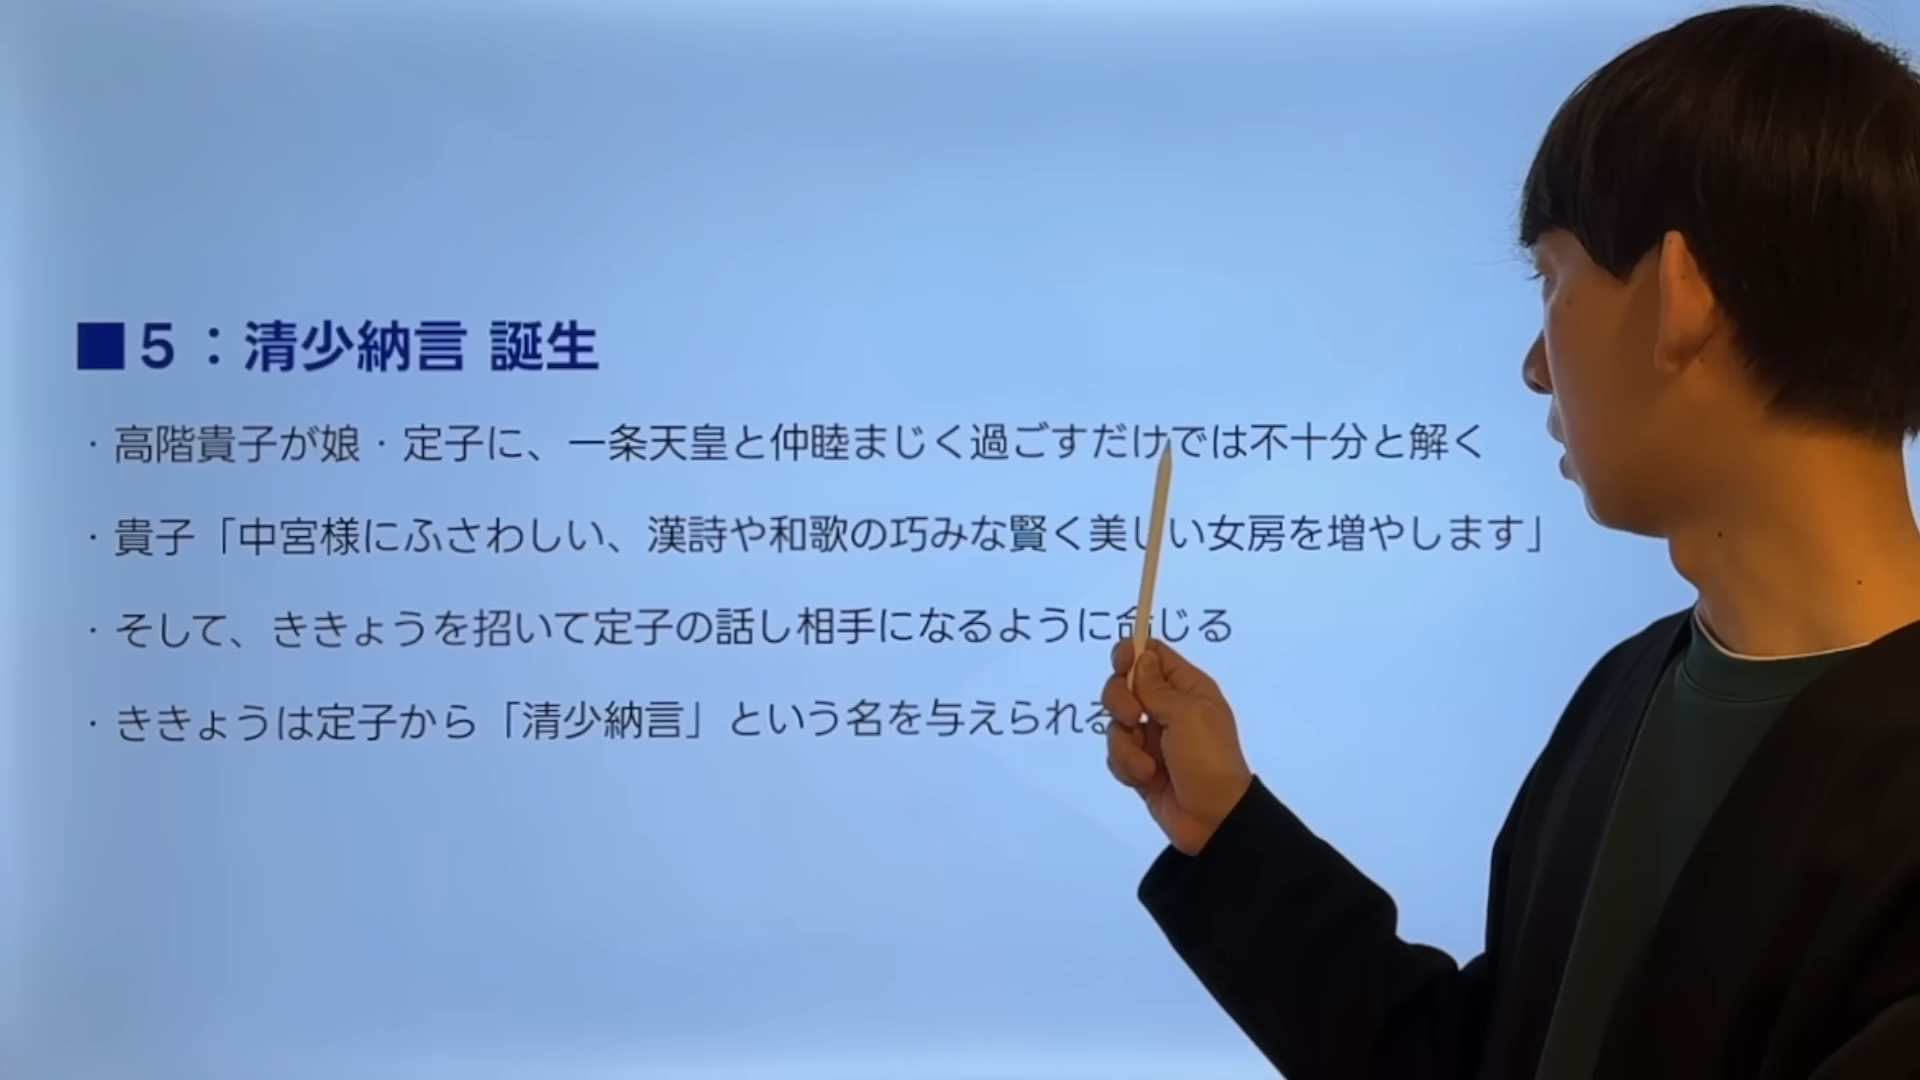 ■5：清少納言 誕生
・高階貴子が娘・定子に、一条天皇と仲睦まじく過ごすだけでは不十分と解く
・貴子「中宮様にふさわしい、漢詩や和歌の巧みな賢く美しい女房を増やします」
・そして、ききょうを招いて定子の話し相手になるように命じる
・ききょうは定子から「清少納言」という名を与えられる